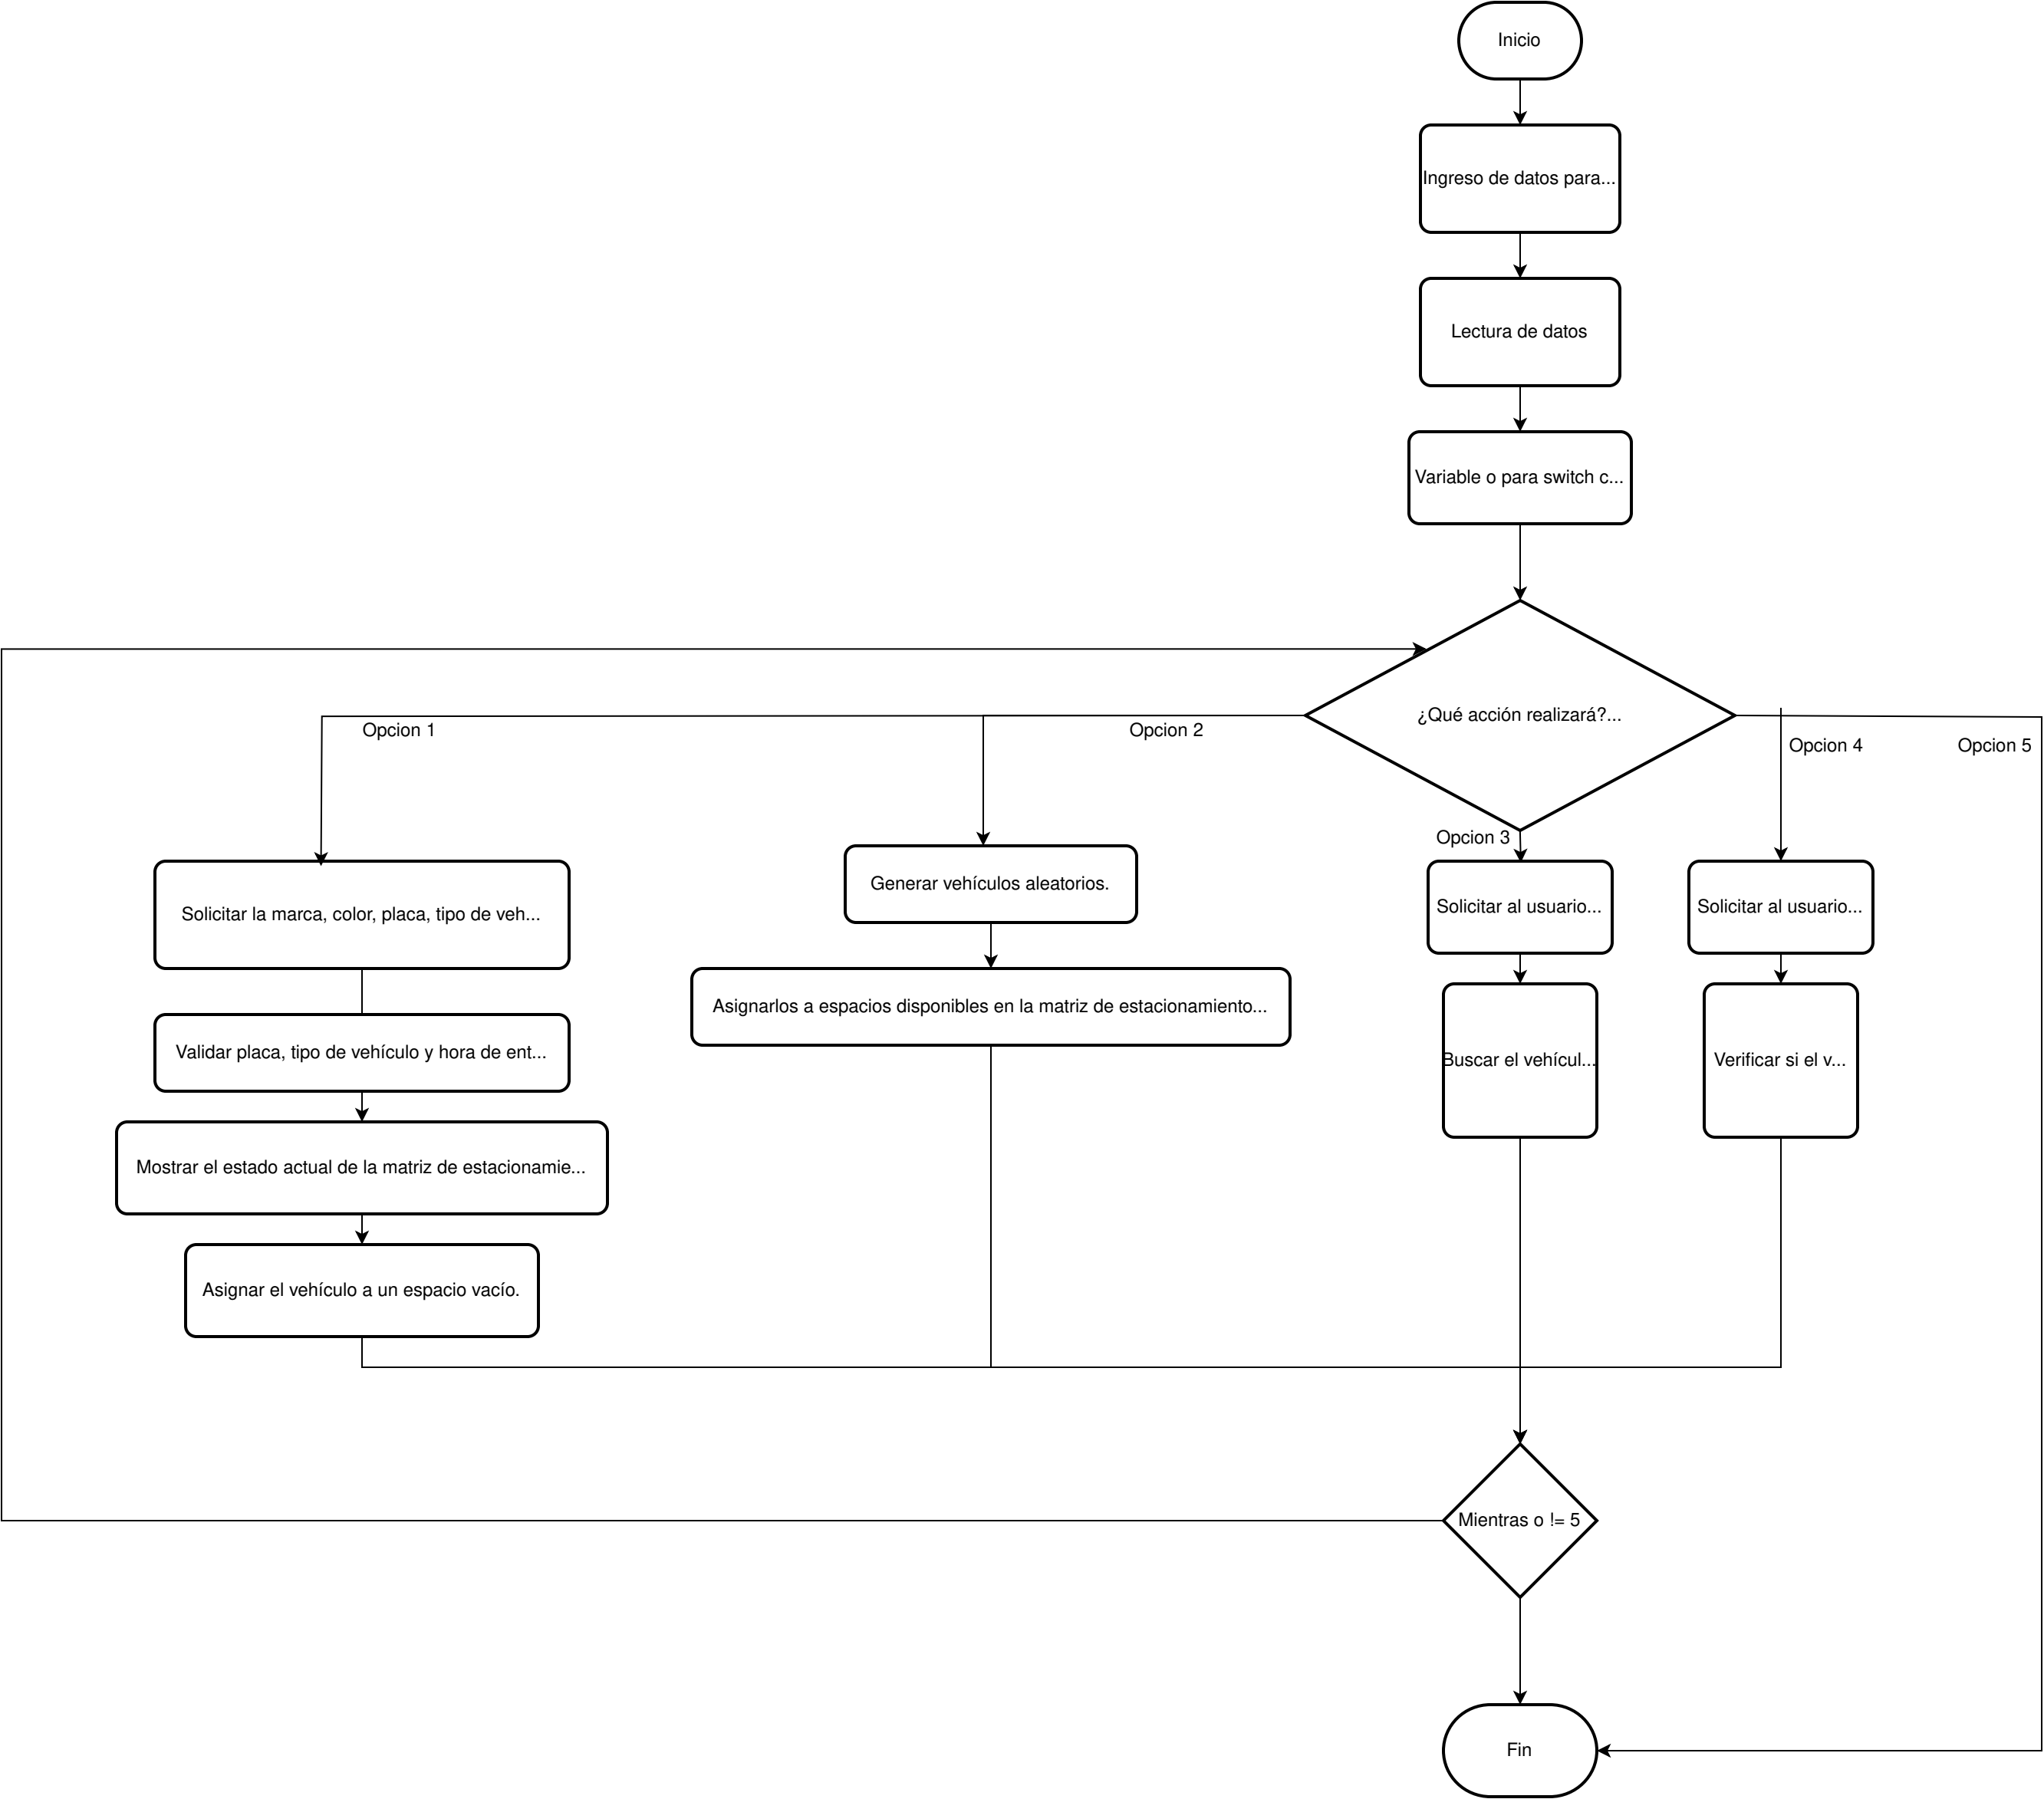 Inicio
Ingreso de datos para...
Lectura de datos
Variable o para switch c...
¿Qué acción realizará?...
Opcion 1
Opcion 2
Opcion 3
Opcion 4
Opcion 5
Solicitar la marca, color, placa, tipo de veh...
Validar placa, tipo de vehículo y hora de ent...
Mostrar el estado actual de la matriz de estacionamie...
Asignar el vehículo a un espacio vacío.
Generar vehículos aleatorios.
Asignarlos a espacios disponibles en la matriz de estacionamiento...
Solicitar al usuario...
Buscar el vehícul...
Solicitar al usuario...
Verificar si el v...
Mientras o != 5
Fin